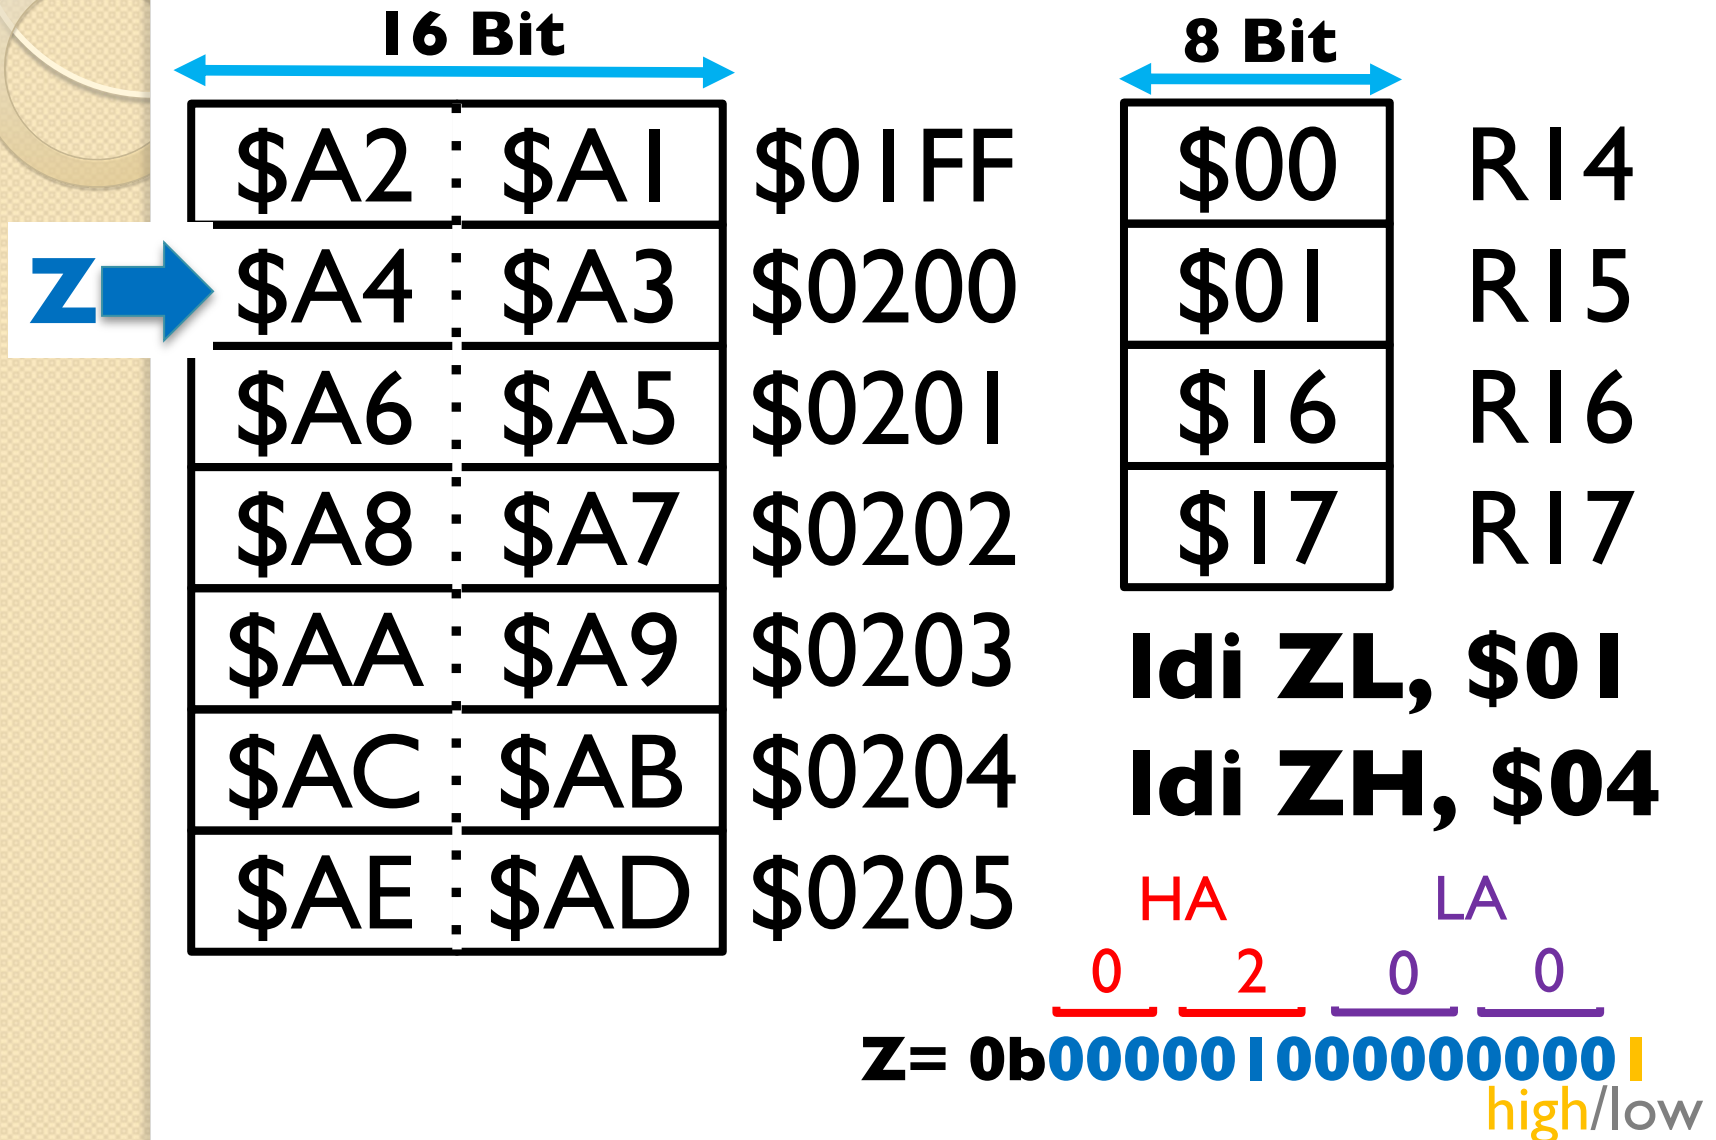 16 Bit
8 Bit
$A2 : $A1 $01FF
$00 R14
Z
$A4 : $A3 $0200
$01 R15
$A6 : $A5 $0201
$16 R16
$A8 : $A7 $0202
$17 R17
$AA : $A9 $0203
ldi ZL, $01
$AC : $AB $0204
ldi ZH, $04
$AE : $AD $0205
HA LA
0 2 0 0
Z= 0b0000010000000001
high/low